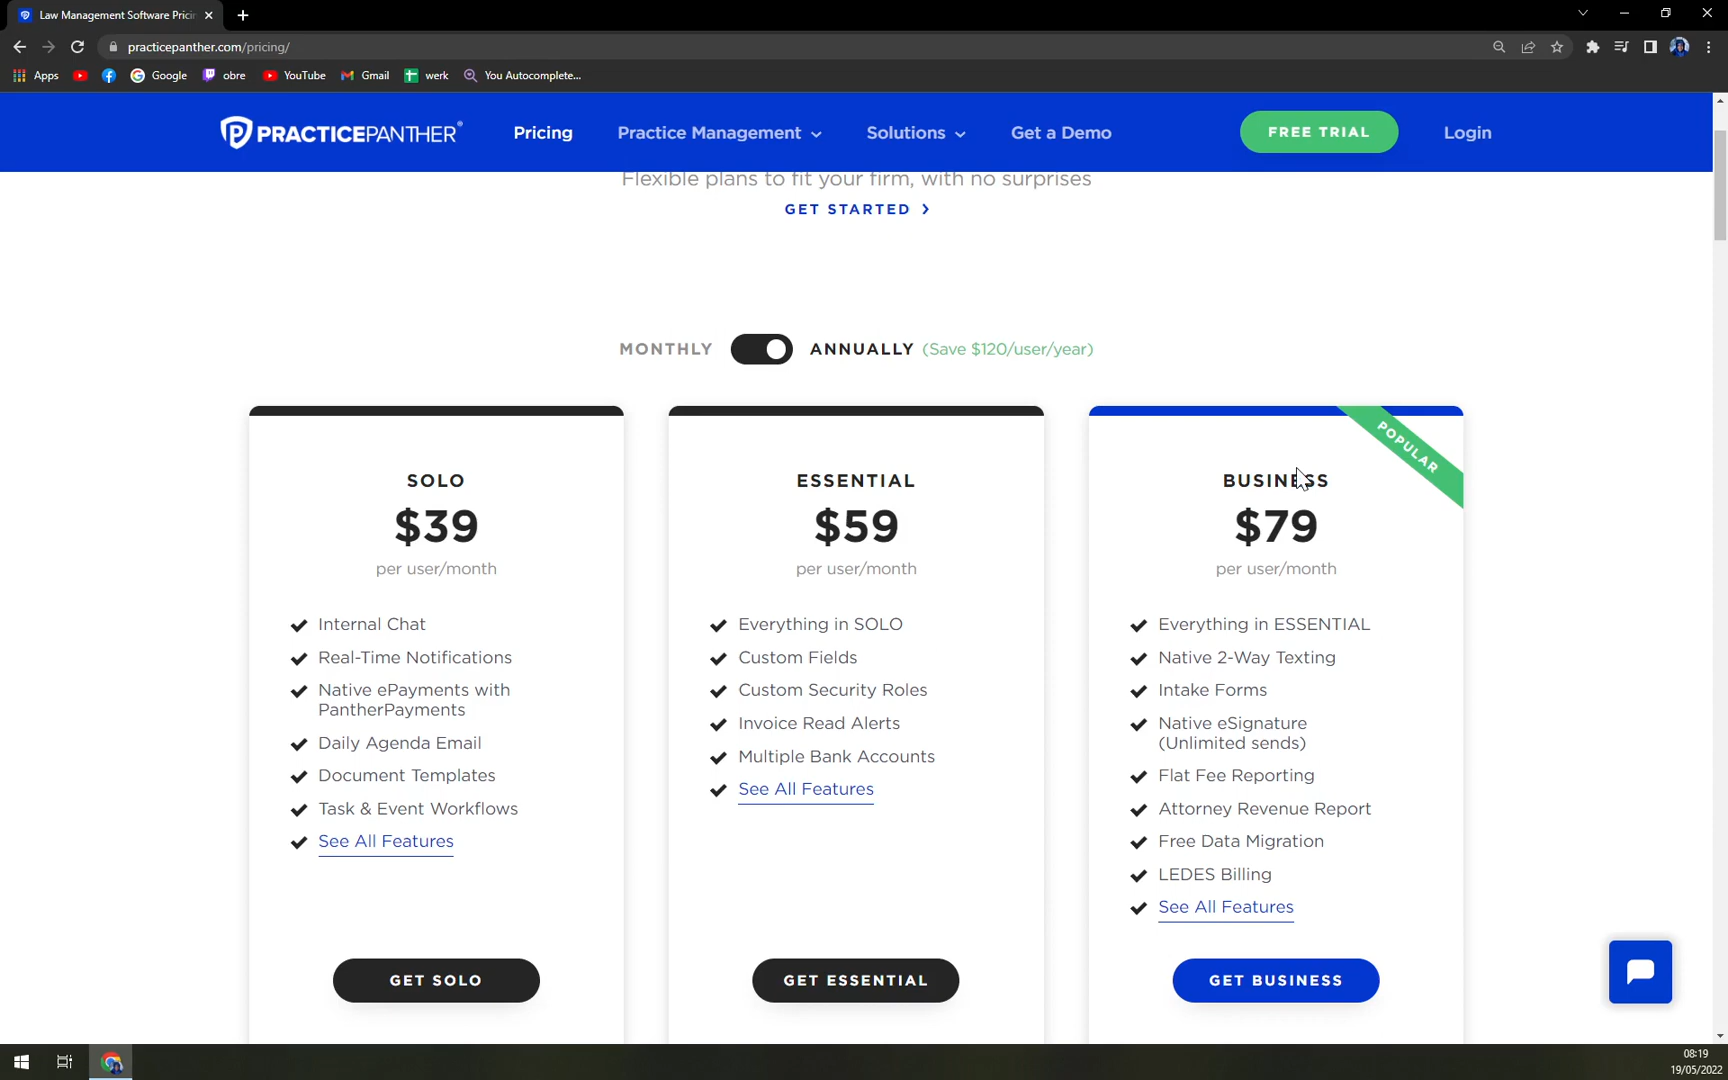 Law Management Software Pricin
practicepanther.com/pricing/
Apps Google obre YouTube Gmail werk You Autocomplete...
PRACTICEPANTHER® Pricing Practice Management Solutions Get a Demo FREE TRIAL Login
Flexible plans to fit your firm, with no surprises
GET STARTED >
MONTHLY ANNUALLY (Save $120/user/year)
SOLO
$39
per user/month
Internal Chat
Real-Time Notifications
Native ePayments with
PantherPayments
Daily Agenda Email
Document Templates
Task & Event Workflows
See All Features
GET SOLO
ESSENTIAL
$59
per user/month
Everything in SOLO
Custom Fields
Custom Security Roles
Invoice Read Alerts
Multiple Bank Accounts
See All Features
GET ESSENTIAL
POPULAR
BUSINESS
$79
per user/month
Everything in ESSENTIAL
Native 2-Way Texting
Intake Forms
Native eSignature
(Unlimited sends)
Flat Fee Reporting
Attorney Revenue Report
Free Data Migration
LEDES Billing
See All Features
GET BUSINESS
08:19
19/05/2022